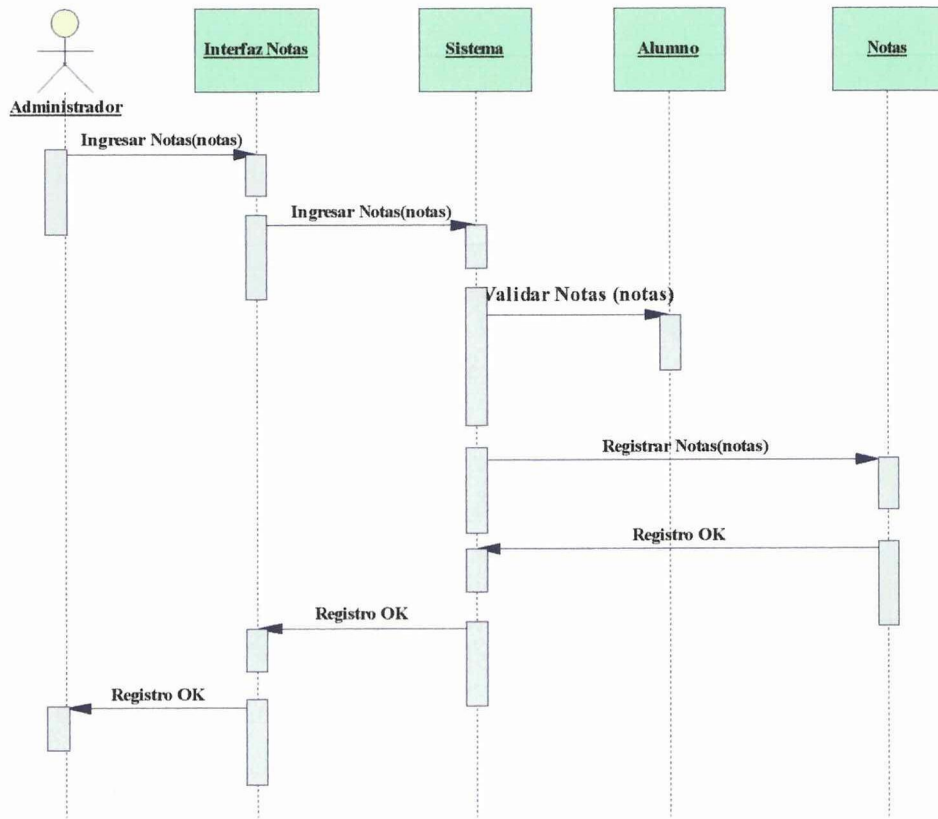 Interfaz Notas
Sistema
Alumno
Notas
Administrador
Ingresar Notas(notas)
Ingresar Notas(notas)
Validar Notas (notas)
Registrar Notas(notas)
Registro OK
Registro OK
Registro OK